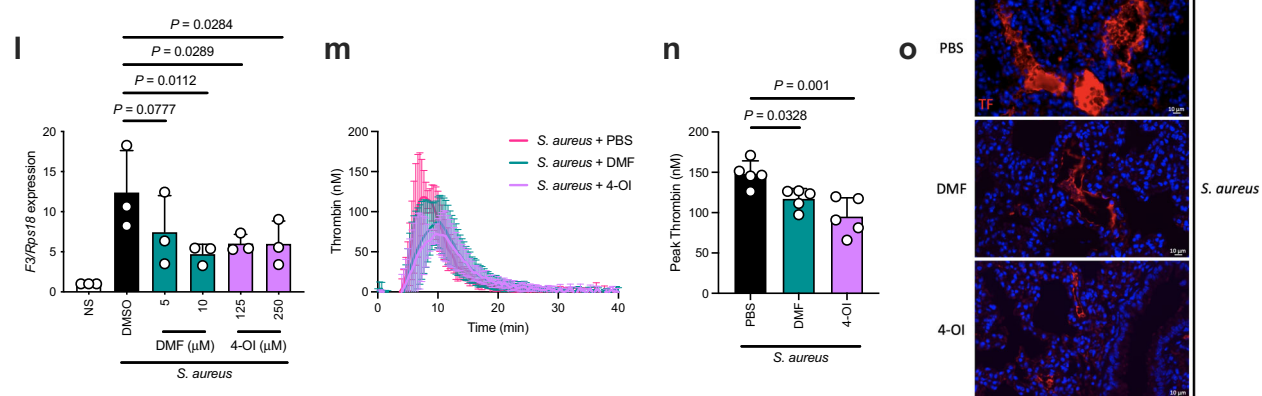 l
P = 0.0284
P = 0.0289
P = 0.0112
P = 0.0777
F3/Rps18 expression
20
15
10
5
0
NS
DMSO
5
10
125
250
DMF (μM)
4-OI (μM)
S. aureus
m
Thrombin (nM)
200
150
100
50
0
S. aureus + PBS
S. aureus + DMF
S. aureus + 4-OI
0
10
20
30
40
Time (min)
n
P = 0.001
P = 0.0328
Peak Thrombin (nM)
200
150
100
50
0
PBS
DMF
4-OI
S. aureus
o
PBS
TF
10 μm
DMF
10 μm
4-OI
10 μm
S. aureus